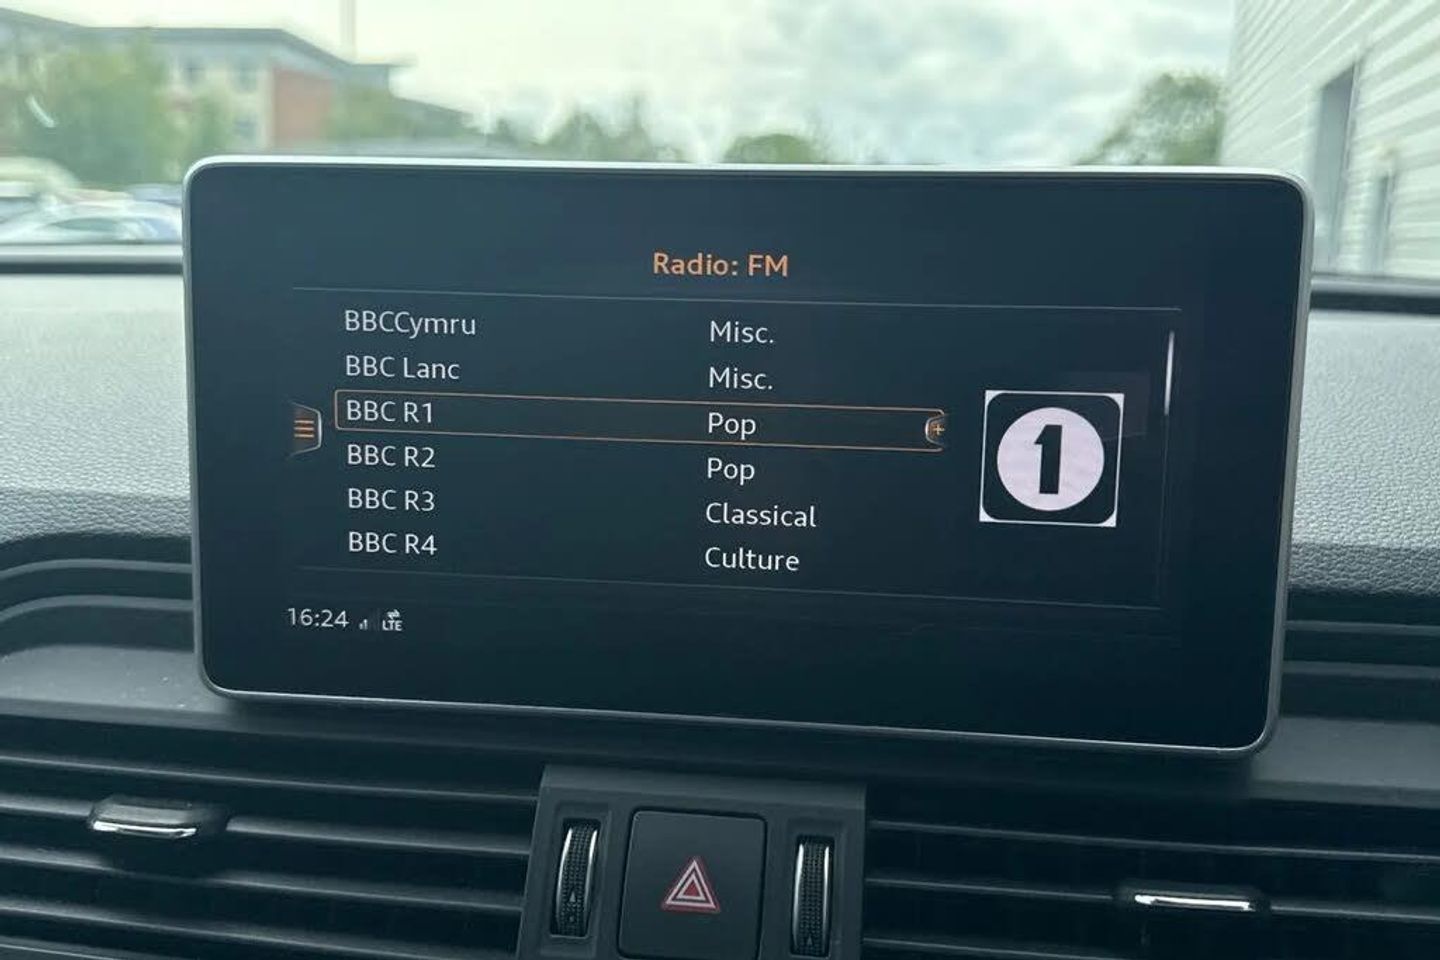 Radio: FM
BBCCymru Misc.
BBC Lanc Misc.
BBC R1 Pop
BBC R2 Pop
BBC R3 Classical
BBC R4 Culture
1
16:24 LTE